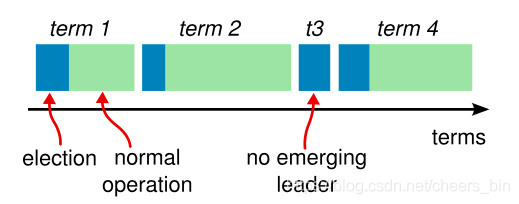 term 1
term 2
t3
term 4
terms
election
normal
operation
no emerging
leader
https://blog.csdn.net/cheers_bin